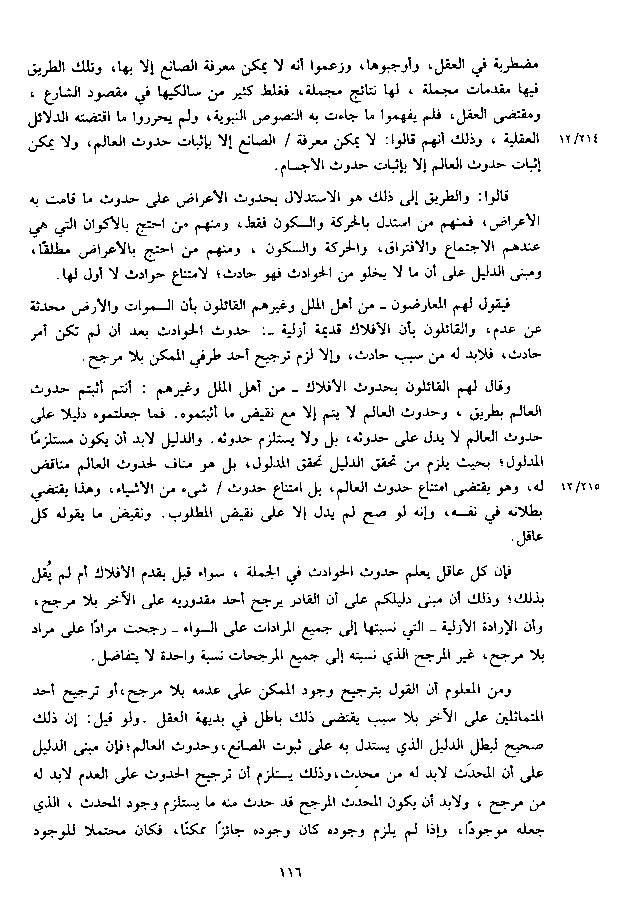 مضطربة في العقل، وأوجبوها، وزعموا أنه لا يمكن معرفة الصانع إلا بها، وتلك الطريق
فيها مقدمات مجملة ، لها نتائج مجملة، فغلط كثير من سالكيها في مقصود الشارع ،
ومقتضى العقل، فلم يفهموا ما جاءت به النصوص النبوية، ولم يحرروا ما اقتضته الدلائل
العقلية ، وذلك أنهم قالوا: لا يمكن معرفة / الصانع إلا بإثبات حدوث العالم، ولا يمكن ١٢/٢١٤
إثبات حدوث العالم إلا بإثبات حدوث الأجسام.
قالوا: والطريق إلى ذلك هو الاستدلال بحدوث الأعراض على حدوث ما قامت به
الأعراض، فمنهم من استدل بالحركة والسكون فقط، ومنهم من احتج بالأكوان التي هي
عندهم الاجتماع والافتراق، والحركة والسكون ، ومنهم من احتج بالأعراض مطلقًا،
ومبنى الدليل على أن ما لا يخلو من الحوادث فهو حادث؛ لامتناع حوادث لا أول لها.
فيقول لهم المعارضون ـ من أهل الملل وغيرهم القائلون بأن السموات والأرض محدثة
عن عدم، والقائلون بأن الأفلاك قديمة أزلية ـ: حدوث الحوادث بعد أن لم تكن أمر
حادث، فلابد له من سبب حادث، وإلا لزم ترجيح أحد طرفي الممكن بلا مرجح.
وقال لهم القائلون بحدوث الأفلاك ـ من أهل الملل وغيرهم : أنتم أثبتم حدوث
العالم بطريق ، وحدوث العالم لا يتم إلا مع نقيض ما أثبتموه. فما جعلتموه دليلا على
حدوث العالم لا يدل على حدوثه، بل ولا يستلزم حدوثه. والدليل لابد أن يكون مستلزمًا
المدلول؛ بحيث يلزم من تحقق الدليل تحقق المدلول، بل هو مناف لحدوث العالم مناقض
له، وهو يقتضى امتناع حدوث العالم، بل امتناع حدوث / شىء من الأشياء، وهذا يقتضي ١٢/٢١٥
بطلانه في نفسه، وإنه لو صح لم يدل إلا على نقيض المطلوب. ونقيض ما يقوله كل
عاقل.
فإن كل عاقل يعلم حدوث الحوادث في الجملة ، سواء قيل بقدم الأفلاك أم لم يُقل
بذلك؛ وذلك أن مبنى دليلكم على أن القادر يرجح أحد مقدوريه على الآخر بلا مرجح،
وأن الإرادة الأزلية ـ التي نسبتها إلى جميع المرادات على السواء ـ رجحت مرادًا على مراد
بلا مرجح، غير المرجح الذي نسبته إلى جميع المرجحات نسبة واحدة لا يتفاضل.
ومن المعلوم أن القول بترجيح وجود الممكن على عدمه بلا مرجح،أو ترجيح أحد
المتماثلين على الآخر بلا سبب يقتضي ذلك باطل في بديهة العقل .ولو قيل: إن ذلك
صحيح لبطل الدليل الذي يستدل به على ثبوت الصانع،وحدوث العالم؛فإن مبنى الدليل
على أن المحدَث لابد له من محدِث،وذلك يستلزم أن ترجيح الحدوث على العدم لابد له
من مرجح ، ولابد أن يكون المحدث المرجح قد حدث منه ما يستلزم وجود المحدث ، الذي
جعله موجودًا، وإذا لم يلزم وجوده كان وجوده جائزًا ممكنًا، فكان محتملا للوجود
١١٦